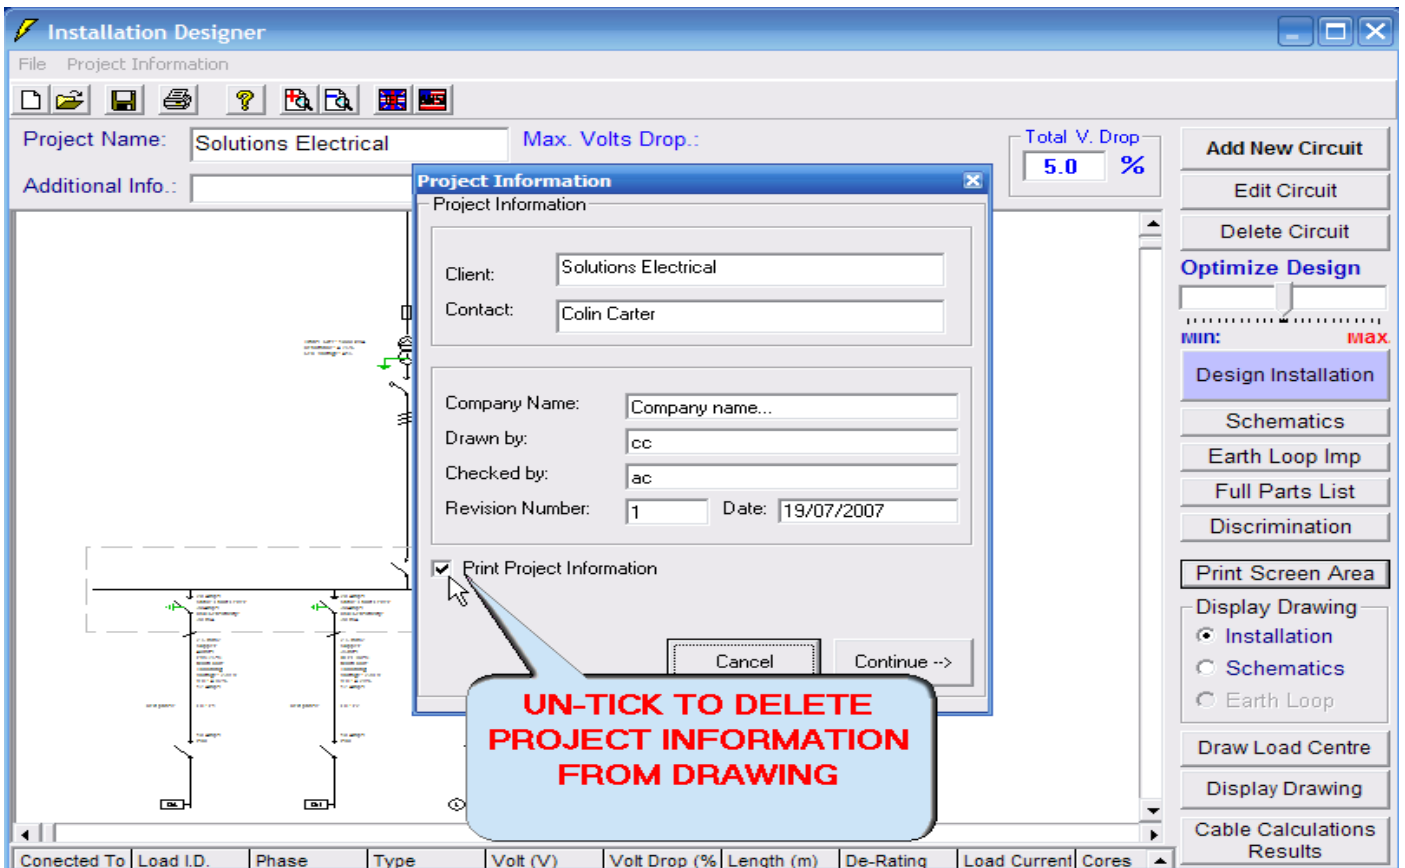 Installation Designer
File Project Information
Project Name: Solutions Electrical Max. Volts Drop.: Total V. Drop
5.0 %
Additional Info.:
Add New Circuit
Edit Circuit
Delete Circuit
Optimize Design
Min: Max.
Design Installation
Schematics
Earth Loop Imp
Full Parts List
Discrimination
Print Screen Area
Display Drawing
Installation
Schematics
Earth Loop
Draw Load Centre
Display Drawing
Cable Calculations
Results
Project Information
Project Information
Client: Solutions Electrical
Contact: Colin Carter
Company Name: Company name...
Drawn by: cc
Checked by: ac
Revision Number: 1 Date: 19/07/2007
Print Project Information
Cancel Continue -->
UN-TICK TO DELETE
PROJECT INFORMATION
FROM DRAWING
Conected To Load I.D. Phase Type Volt (V) Volt Drop (% Length (m) De-Rating Load Current Cores